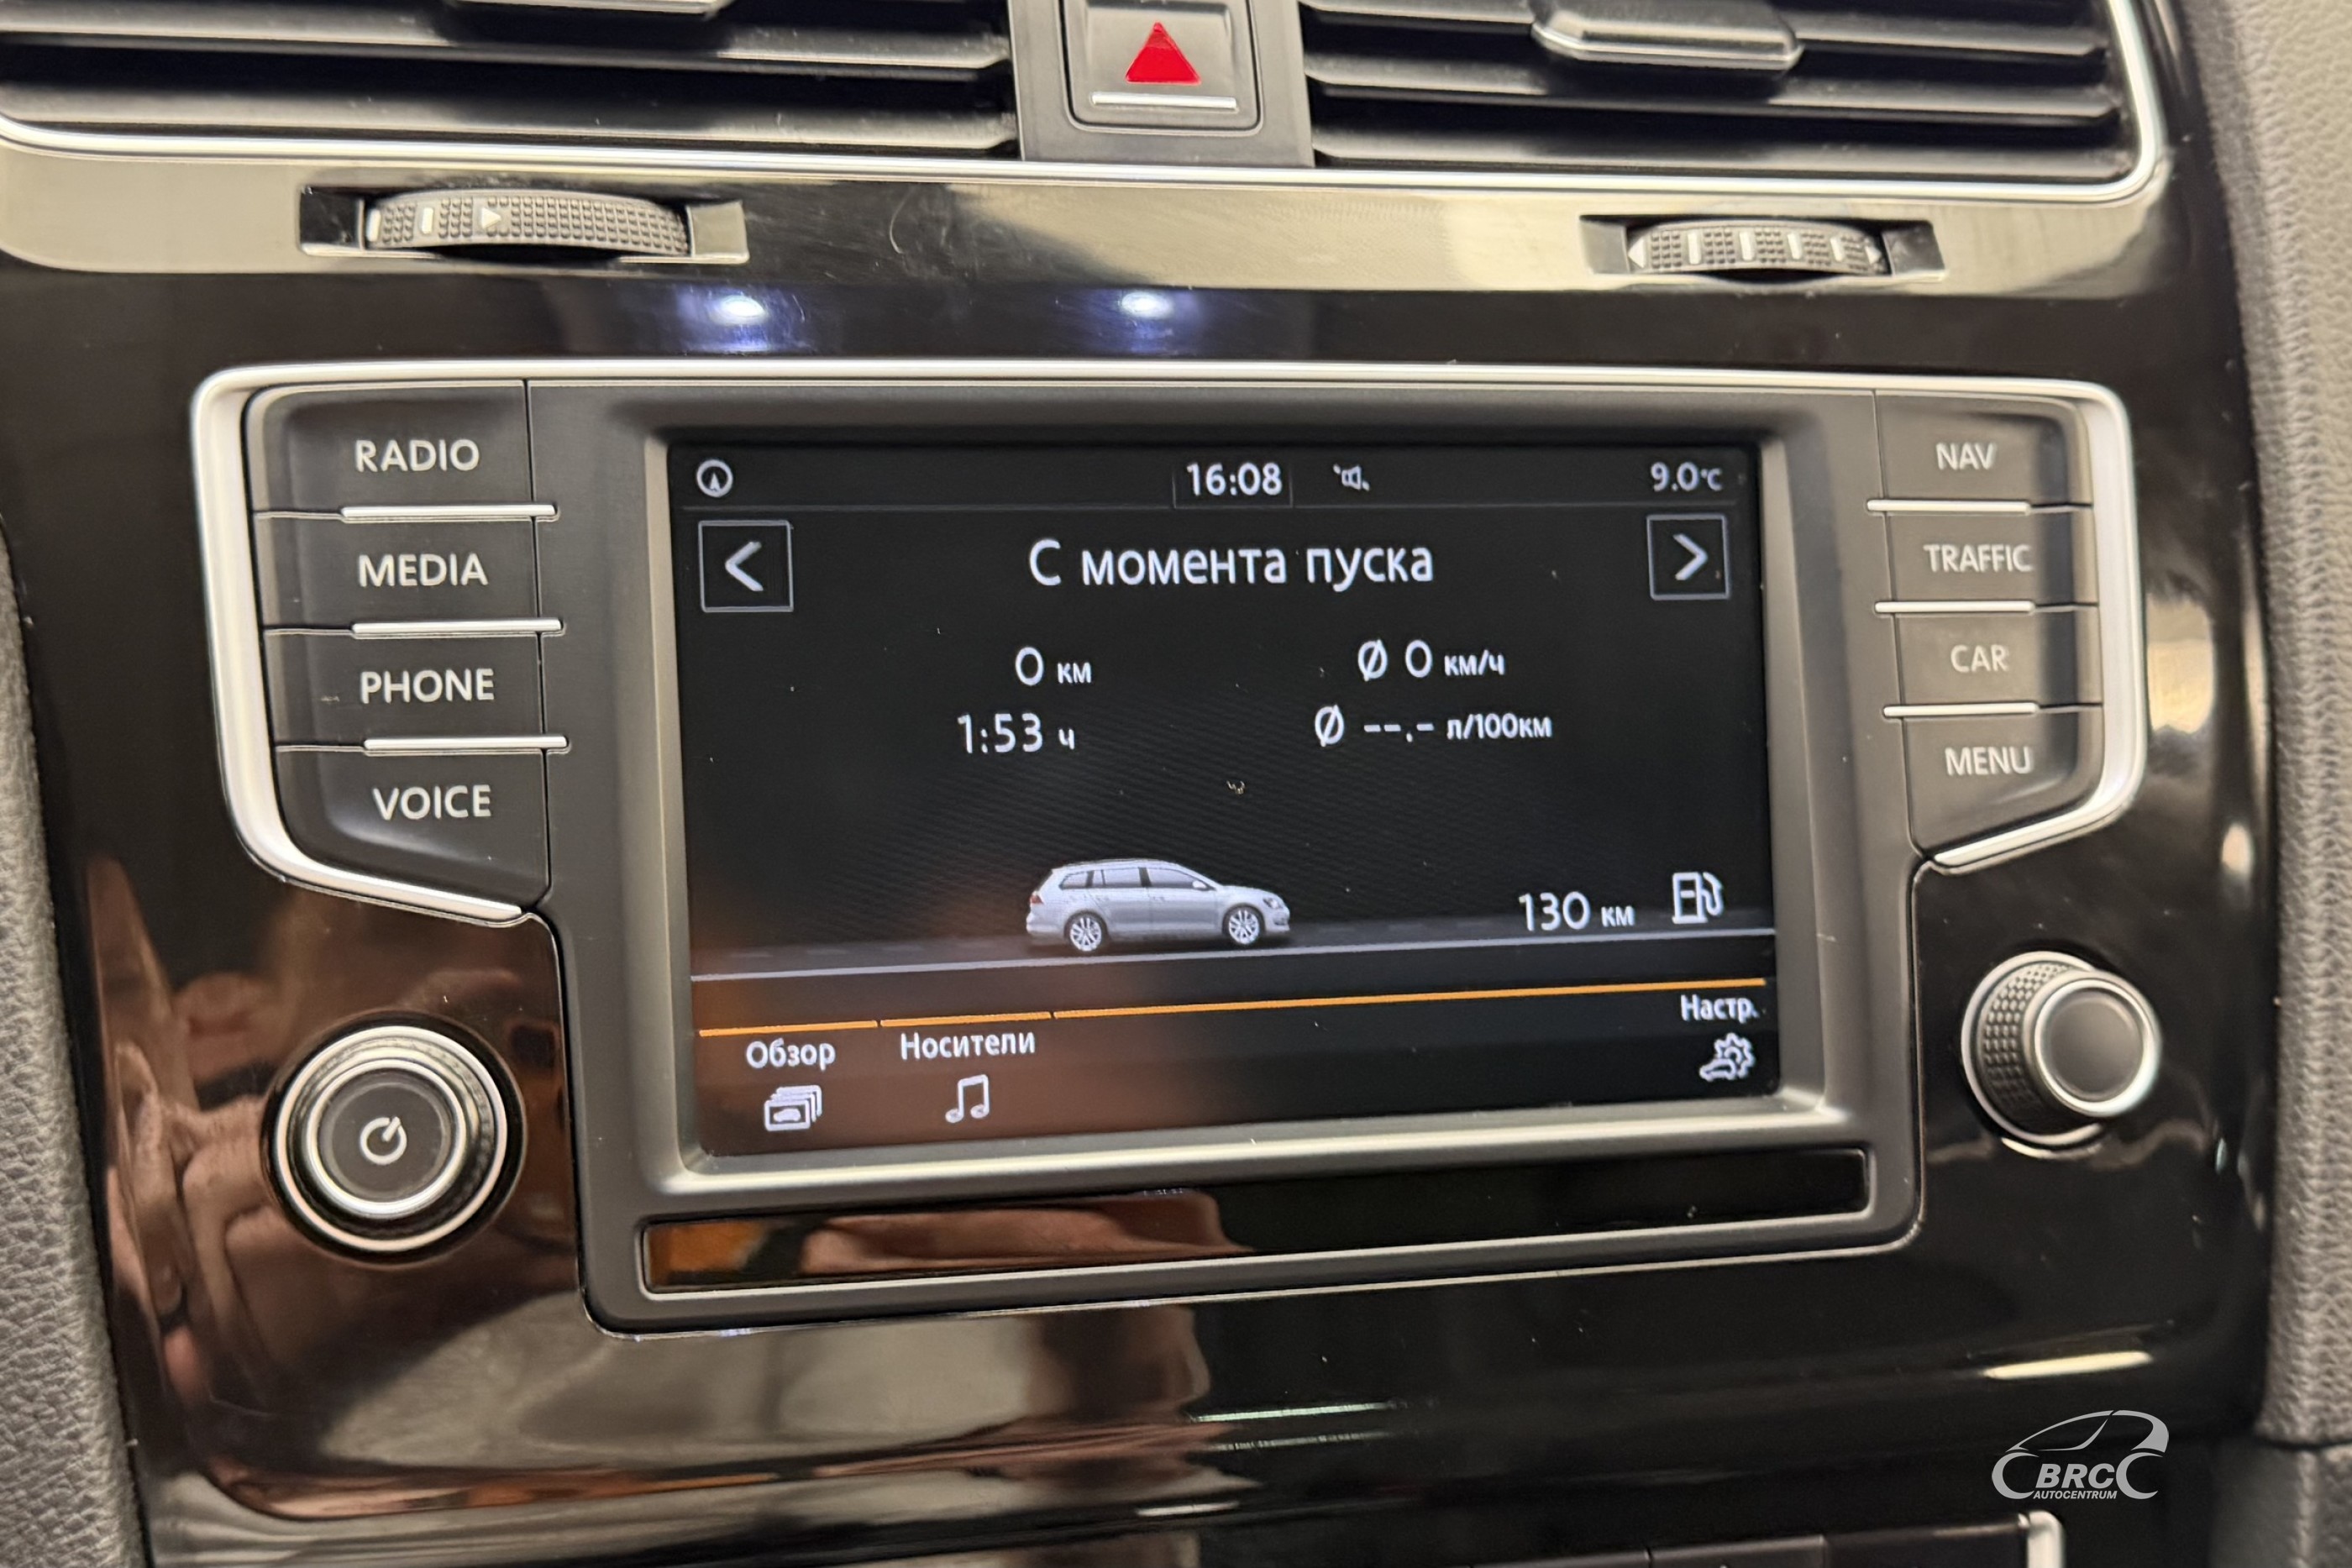 RADIO
MEDIA
PHONE
VOICE
16:08
9.0°C
С момента пуска
0 км
Ø 0 км/ч
1:53 ч
Ø --.- л/100км
130 км
Обзор
Носители
Настр.
NAV
TRAFFIC
CAR
MENU
BRC
AUTOCENTRUM